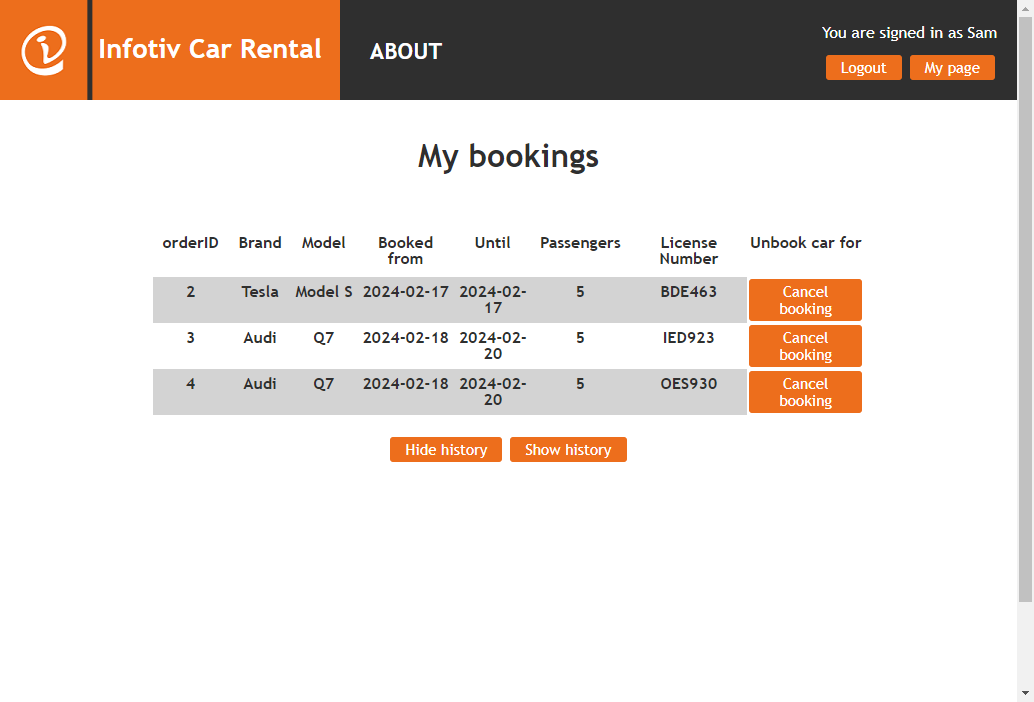 Infotiv Car Rental
ABOUT
You are signed in as Sam
Logout My page
My bookings
orderID Brand Model Booked from Until Passengers License Number Unbook car for
2 Tesla Model S 2024-02-17 2024-02-17 5 BDE463 Cancel booking
3 Audi Q7 2024-02-18 2024-02-20 5 IED923 Cancel booking
4 Audi Q7 2024-02-18 2024-02-20 5 OES930 Cancel booking
Hide history Show history